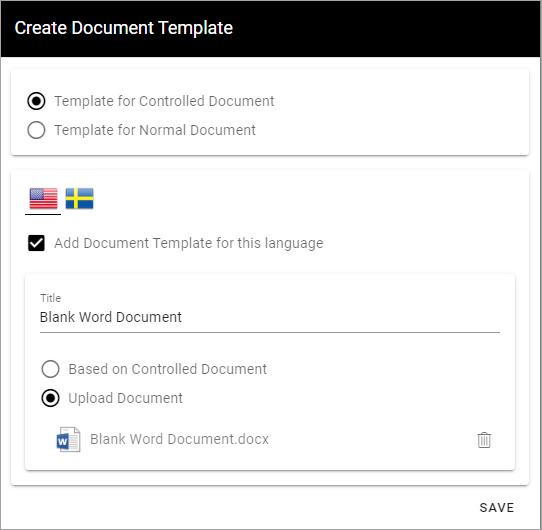 Create Document Template
Template for Controlled Document
Template for Normal Document
Add Document Template for this language
Title
Blank Word Document
Based on Controlled Document
Upload Document
Blank Word Document.docx
SAVE